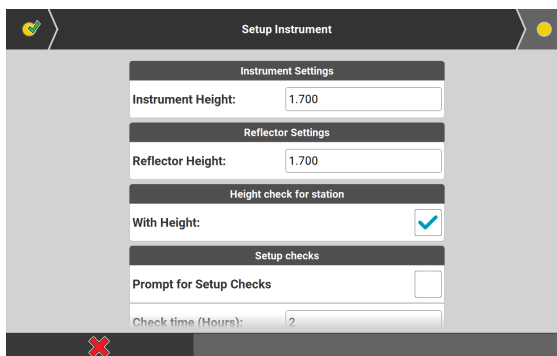 Setup Instrument
Instrument Settings
Instrument Height: 1.700
Reflector Settings
Reflector Height: 1.700
Height check for station
With Height:
Setup checks
Prompt for Setup Checks
Check time (Hours): 2